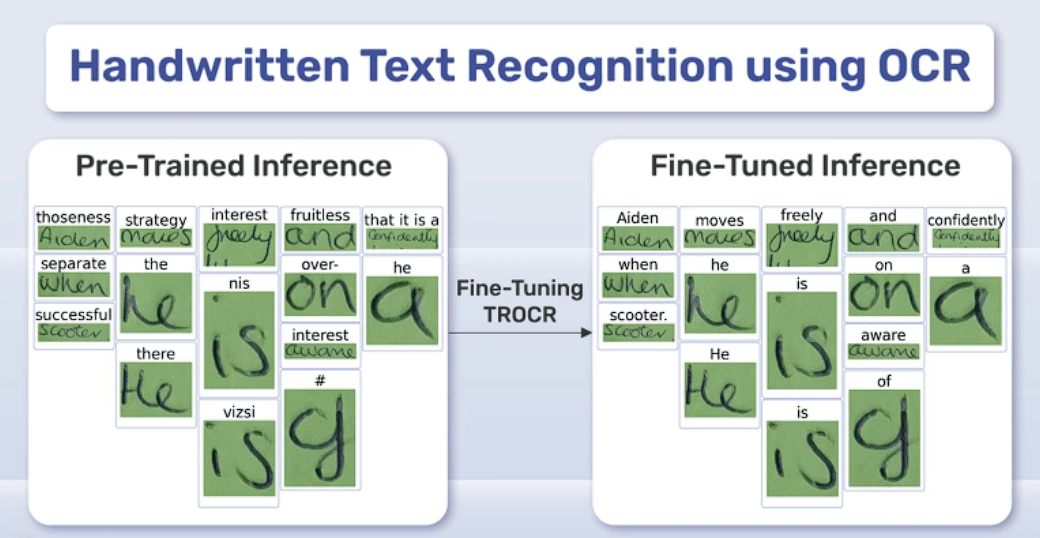 Handwritten Text Recognition using OCR
Pre-Trained Inference
thoseness strategy interest fruitless that it is a
Aiden moves freely and confidently
separate the nis over- he
when he is on a
successful there interest
scooter. He aware
vizsi #
is of
Fine-Tuning
TROCR
Fine-Tuned Inference
Aiden moves freely and confidently
Aiden moves freely and confidently
when he is on a
when he is on a
scooter. He aware
scooter. He aware
is of
is of